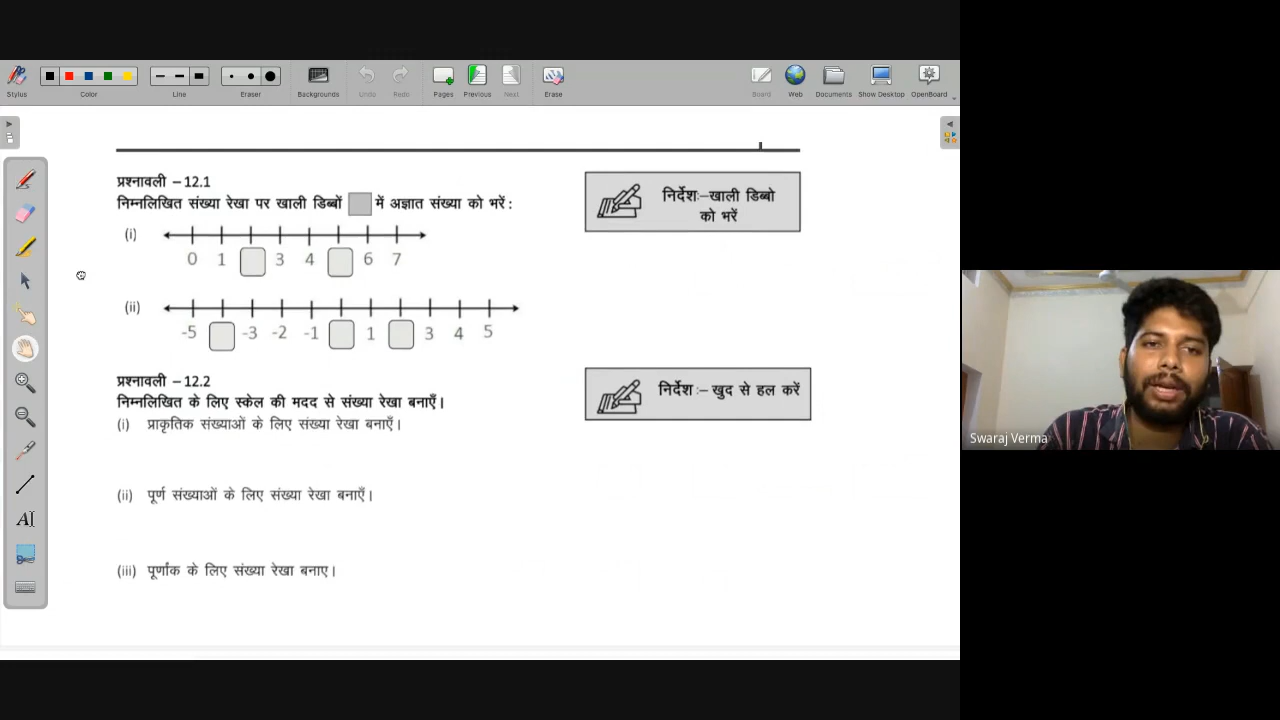 Stylus
Color
Line
Eraser
Backgrounds
Undo
Redo
Pages
Previous
Next
Erase
Board
Web
Documents
Show Desktop
OpenBoard
प्रश्नावली –12.1
निम्नलिखित संख्या रेखा पर खाली डिब्बों में अज्ञात संख्या को भरें :
निर्देशः–खाली डिब्बो
को भरें
(i)
0 1 3 4 6 7
(ii)
-5 -3 -2 -1 1 3 4 5
प्रश्नावली –12.2
निम्नलिखित के लिए स्केल की मदद से संख्या रेखा बनाएँ।
निर्देश :– खुद से हल करें
(i) प्राकृतिक संख्याओं के लिए संख्या रेखा बनाएँ।
(ii) पूर्ण संख्याओं के लिए संख्या रेखा बनाएँ।
(iii) पूर्णांक के लिए संख्या रेखा बनाए।
AI
Swaraj Verma